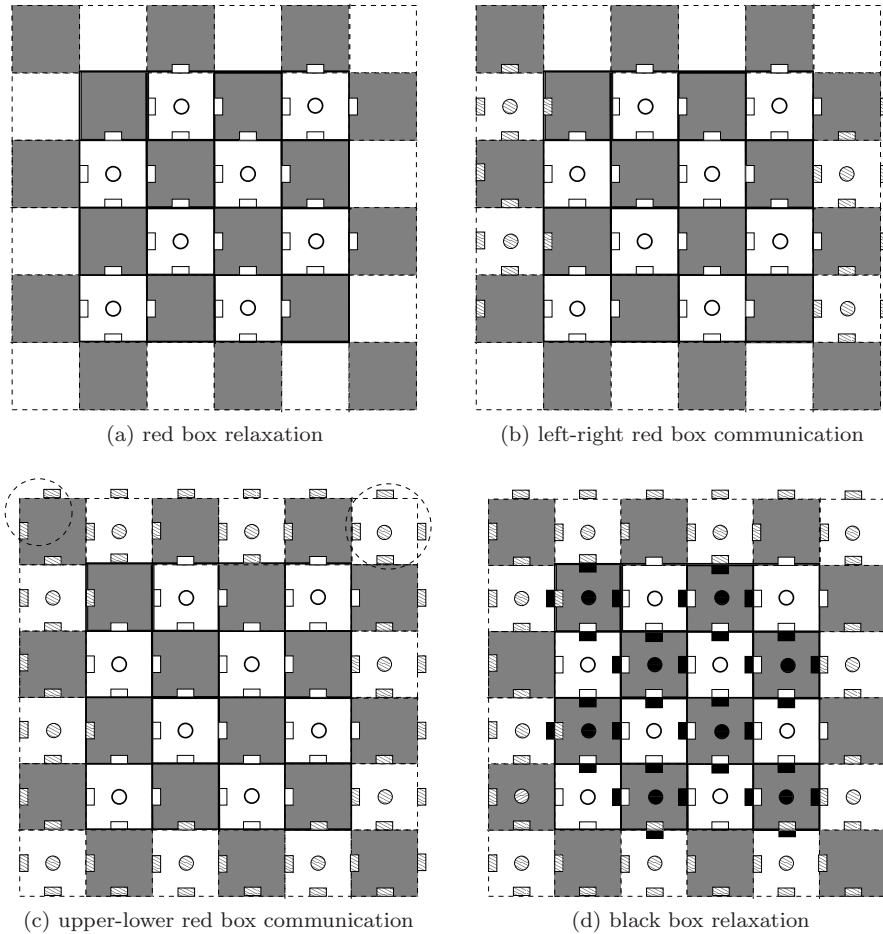 (a) red box relaxation
(b) left-right red box communication
(c) upper-lower red box communication
(d) black box relaxation